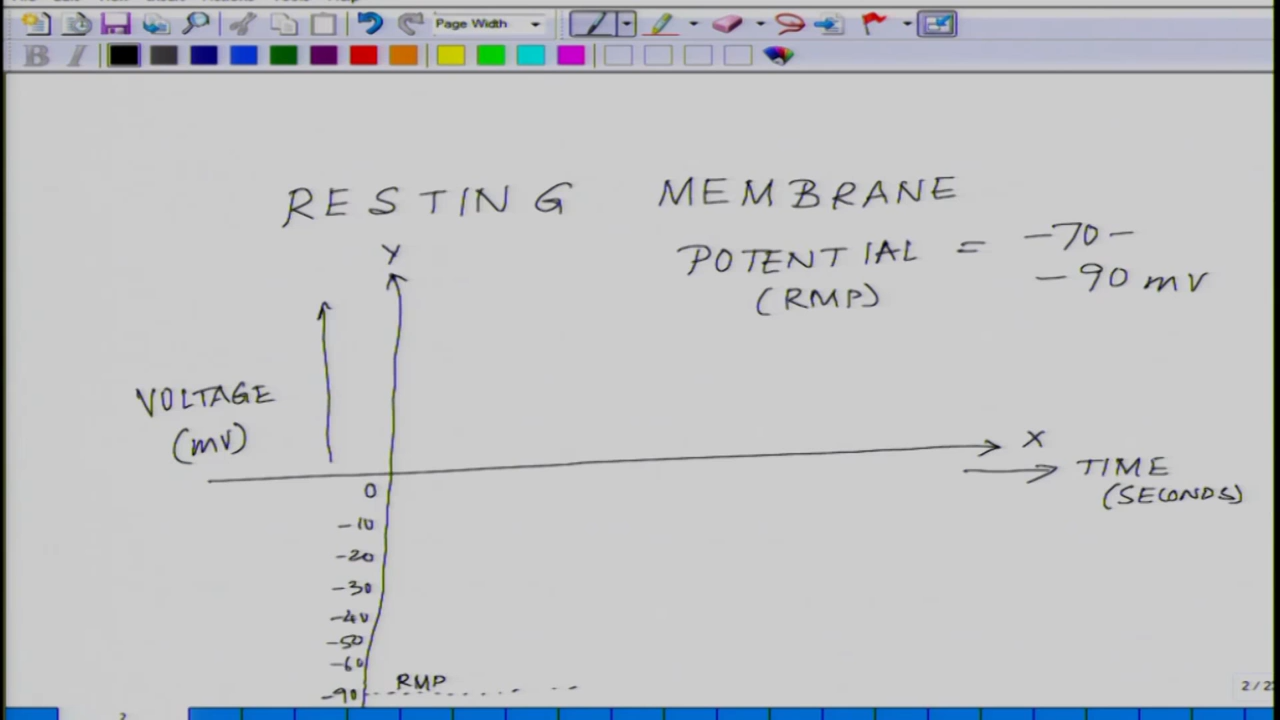 Page Width
B I
RESTING MEMBRANE
POTENTIAL = -70-
-90 mv
(RMP)
Y
VOLTAGE
(mv)
X
TIME
(SECONDS)
0
-10
-20
-30
-40
-50
-60
-90
RMP
2